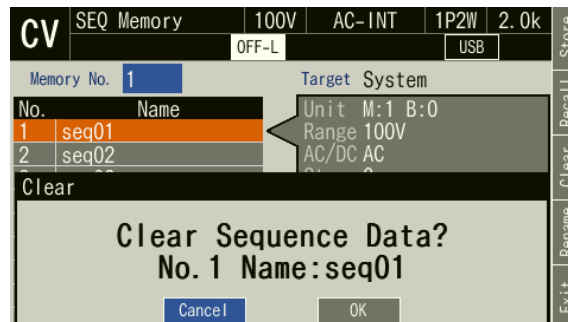 CV SEQ Memory 100V AC-INT 1P2W 2.0k
OFF-L USB
Memory No. 1 Target System
No. Name
1 seq01
2 seq02
Unit M:1 B:0
Range 100V
AC/DC AC
Clear
Clear Sequence Data?
No.1 Name:seq01
Cancel OK
Store
Recall
Clear
Rename
Exit